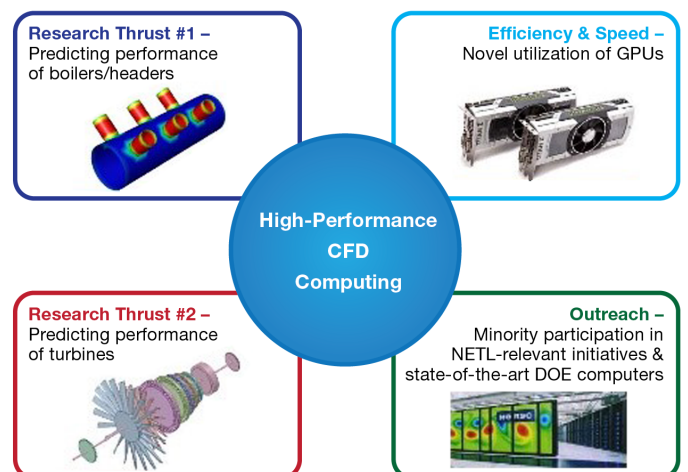 Research Thrust #1 –
Predicting performance
of boilers/headers
Efficiency & Speed –
Novel utilization of GPUs
TITAN Z
TITAN Z
High-Performance
CFD
Computing
Research Thrust #2 –
Predicting performance
of turbines
Outreach –
Minority participation in
NETL-relevant initiatives &
state-of-the-art DOE computers